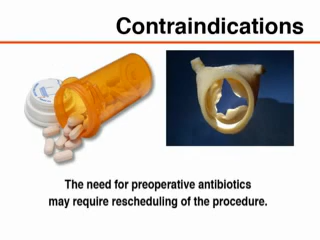 Contraindications
The need for preoperative antibiotics
may require rescheduling of the procedure.